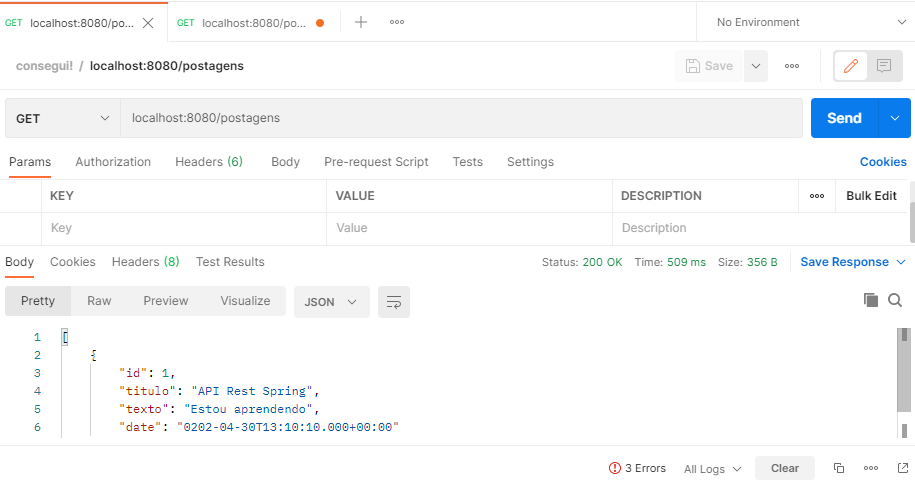 GET localhost:8080/po... GET localhost:8080/po... No Environment
consegui! / localhost:8080/postagens Save
GET localhost:8080/postagens Send
Params Authorization Headers (6) Body Pre-request Script Tests Settings Cookies
KEY VALUE DESCRIPTION Bulk Edit
Key Value Description
Body Cookies Headers (8) Test Results Status: 200 OK Time: 509 ms Size: 356 B Save Response
Pretty Raw Preview Visualize JSON
1 [
2 {
3 "id": 1,
4 "titulo": "API Rest Spring",
5 "texto": "Estou aprendendo",
6 "date": "0202-04-30T13:10:10.000+00:00"
3 Errors All Logs Clear